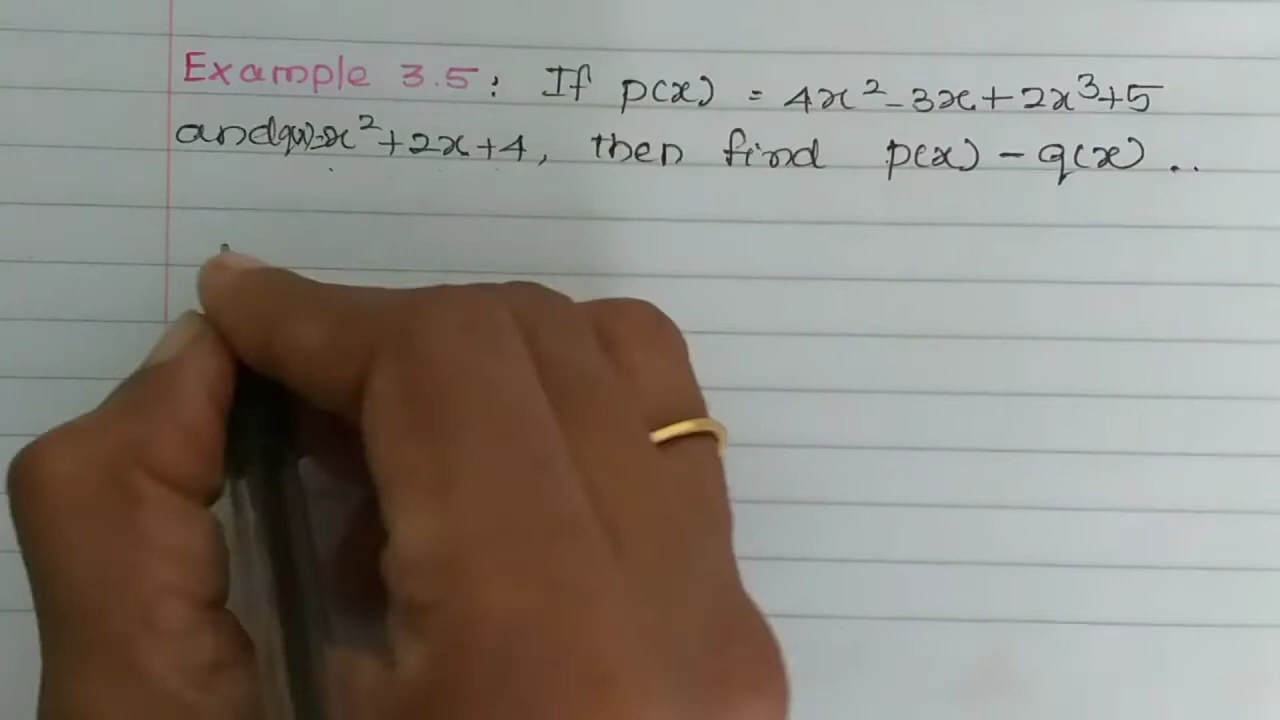 Example 3.5: If p(x) = 4x²-3x+2x³+5
and q(x)=x²+2x+4, then find p(x) - q(x) ..